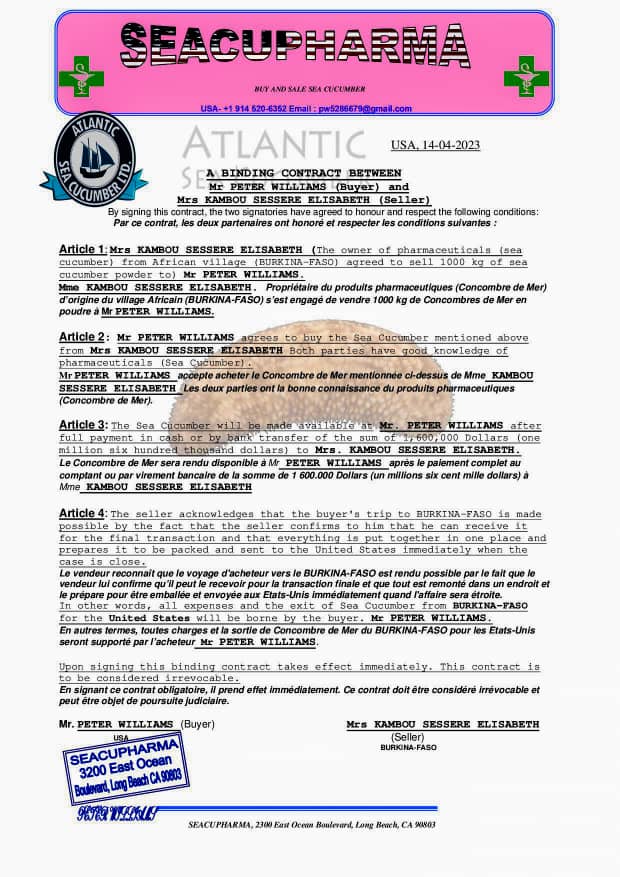 SEACUPHARMA
BUY AND SALE SEA CUCUMBER
USA- +1 914 520-6352 Email : pw5286679@gmail.com
ATLANTIC
SEA CUCUMBER LTD.
ATLANTIC
USA, 14-04-2023
A BINDING CONTRACT BETWEEN
Mr PETER WILLIAMS (Buyer) and
Mrs KAMBOU SESSERE ELISABETH (Seller)
By signing this contract, the two signatories have agreed to honour and respect the following conditions:
Par ce contrat, les deux partenaires ont honoré et respecter les conditions suivantes :
Article 1: Mrs KAMBOU SESSERE ELISABETH (The owner of pharmaceuticals (sea
cucumber) from African village (BURKINA-FASO) agreed to sell 1000 kg of sea
cucumber powder to) Mr PETER WILLIAMS.
Mme KAMBOU SESSERE ELISABETH. Propriétaire du produits pharmaceutiques (Concombre de Mer)
d'origine du village Africain (BURKINA-FASO) s'est engagé de vendre 1000 kg de Concombres de Mer en
poudre à Mr PETER WILLIAMS.
Article 2: Mr PETER WILLIAMS agrees to buy the Sea Cucumber mentioned above
from Mrs KAMBOU SESSERE ELISABETH Both parties have good knowledge of
pharmaceuticals (Sea Cucumber).
Mr PETER WILLIAMS accepte acheter le Concombre de Mer mentionnée ci-dessus de Mme KAMBOU
SESSERE ELISABETH Les deux parties ont la bonne connaissance du produits pharmaceutiques
(Concombre de Mer).
Article 3: The Sea Cucumber will be made available at Mr. PETER WILLIAMS after
full payment in cash or by bank transfer of the sum of 1,600,000 Dollars (one
million six hundred thousand dollars) to Mrs. KAMBOU SESSERE ELISABETH.
Le Concombre de Mer sera rendu disponible à Mr PETER WILLIAMS après le paiement complet au
comptant ou par virement bancaire de la somme de 1 600.000 Dollars (un millions six cent mille dollars) à
Mme KAMBOU SESSERE ELISABETH
Article 4: The seller acknowledges that the buyer's trip to BURKINA-FASO is made
possible by the fact that the seller confirms to him that he can receive it
for the final transaction and that everything is put together in one place and
prepares it to be packed and sent to the United States immediately when the
case is close.
Le vendeur reconnait que le voyage d'acheteur vers le BURKINA-FASO est rendu possible par le fait que le
vendeur lui confirme qu'il peut le recevoir pour la transaction finale et que tout est remonté dans un endroit et
le prépare pour être emballée et envoyée aux Etats-Unis immédiatement quand l'affaire sera étroite.
In other words, all expenses and the exit of Sea Cucumber from BURKINA-FASO
for the United States will be borne by the buyer. Mr PETER WILLIAMS.
En autres termes, toutes charges et la sortie de Concombre de Mer du BURKINA-FASO pour les Etats-Unis
seront supporté par l'acheteur Mr PETER WILLIAMS.
Upon signing this binding contract takes effect immediately. This contract is
to be considered irrevocable.
En signant ce contrat obligatoire, il prend effet immédiatement. Ce contrat doit être considéré irrévocable et
peut être objet de poursuite judiciaire.
Mr. PETER WILLIAMS (Buyer)
Mrs KAMBOU SESSERE ELISABETH
USA
(Seller)
BURKINA-FASO
SEACUPHARMA
3200 East Ocean
Boulevard, Long Beach CA 90803
SEACUPHARMA, 2300 East Ocean Boulevard, Long Beach, CA 90803